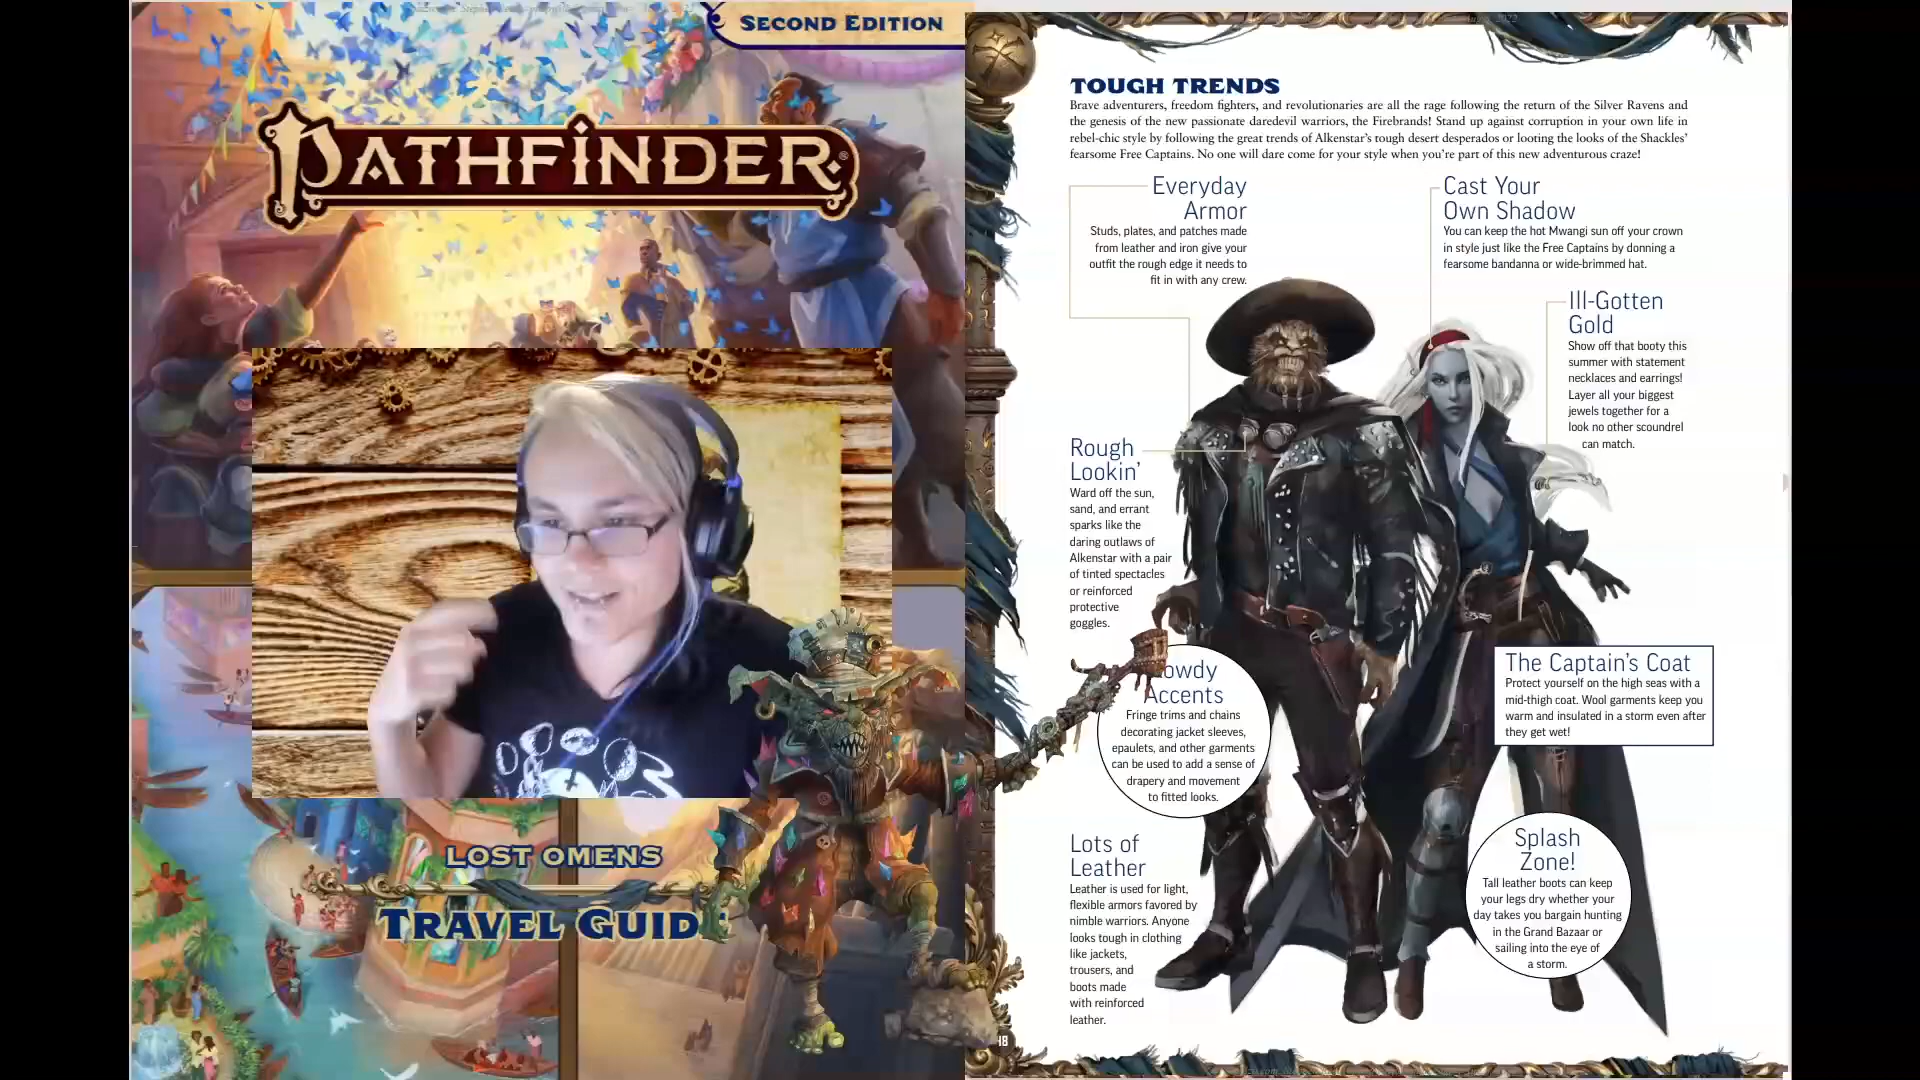 SECOND EDITION
PATHFINDER
LOST OMENS
TRAVEL GUID
TOUGH TRENDS
Brave adventurers, freedom fighters, and revolutionaries are all the rage following the return of the Silver Ravens and
the genesis of the new passionate daredevil warriors, the Firebrands! Stand up against corruption in your own life in
rebel-chic style by following the great trends of Alkenstar's tough desert desperados or looting the looks of the Shackles'
fearsome Free Captains. No one will dare come for your style when you're part of this new adventurous craze!
Everyday
Armor
Studs, plates, and patches made
from leather and iron give your
outfit the rough edge it needs to
fit in with any crew.
Cast Your
Own Shadow
You can keep the hot Mwangi sun off your crown
in style just like the Free Captains by donning a
fearsome bandanna or wide-brimmed hat.
Ill-Gotten
Gold
Show off that booty this
summer with statement
necklaces and earrings!
Layer all your biggest
jewels together for a
look no other scoundrel
can match.
Rough
Lookin'
Ward off the sun,
sand, and errant
sparks like the
daring outlaws of
Alkenstar with a pair
of tinted spectacles
or reinforced
protective
goggles.
owdy
Accents
Fringe trims and chains
decorating jacket sleeves,
epaulets, and other garments
can be used to add a sense of
drapery and movement
to fitted looks.
The Captain's Coat
Protect yourself on the high seas with a
mid-thigh coat. Wool garments keep you
warm and insulated in a storm even after
they get wet!
Lots of
Leather
Leather is used for light,
flexible armors favored by
nimble warriors. Anyone
looks tough in clothing
like jackets,
trousers, and
boots made
with reinforced
leather.
Splash
Zone!
Tall leather boots can keep
your legs dry whether your
day takes you bargain hunting
in the Grand Bazaar or
sailing into the eye of
a storm.